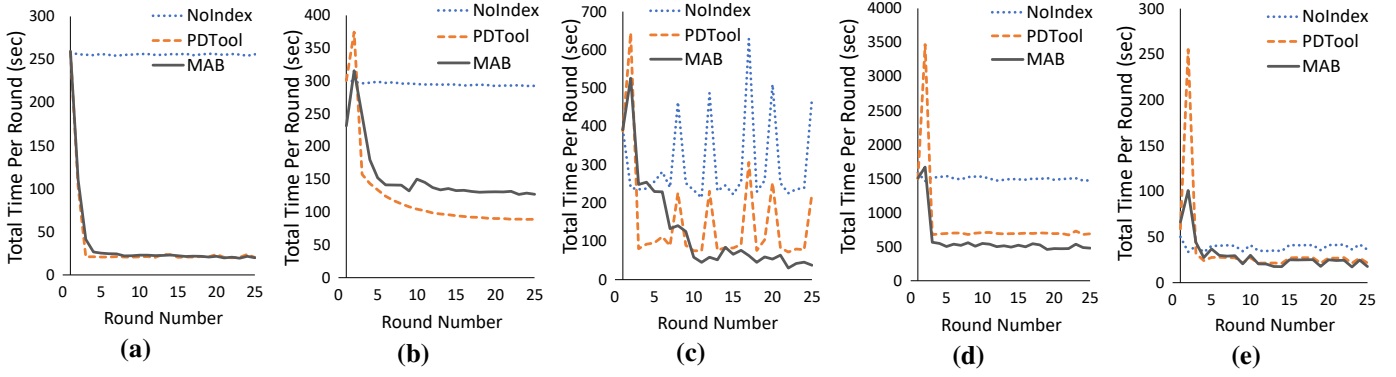 Total Time Per Round (sec)
300
250
200
150
100
50
0
NoIndex
PDTool
MAB
0 5 10 15 20 25
Round Number
(a)
Total Time Per Round (sec)
400
350
300
250
200
150
100
50
0
NoIndex
PDTool
MAB
0 5 10 15 20 25
Round Number
(b)
Total Time Per Round (sec)
700
600
500
400
300
200
100
0
NoIndex
PDTool
MAB
0 5 10 15 20 25
Round Number
(c)
Total Time Per Round (sec)
4000
3500
3000
2500
2000
1500
1000
500
0
NoIndex
PDTool
MAB
0 5 10 15 20 25
Round Number
(d)
Total Time Per Round (sec)
300
250
200
150
100
50
0
NoIndex
PDTool
MAB
0 5 10 15 20 25
Round Number
(e)